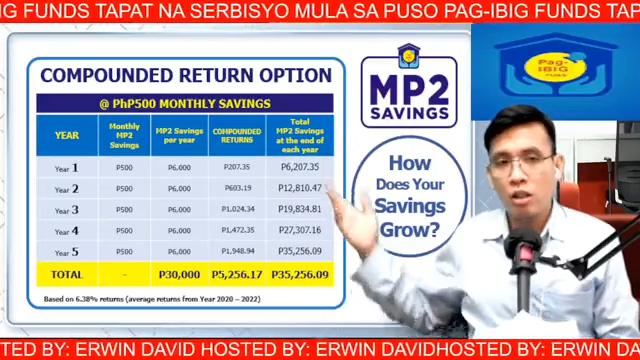 IG FUNDS TAPAT NA SERBISYO MULA SA PUSO PAG-IBIG FUNDS TAP
COMPOUNDED RETURN OPTION
@ PhP500 MONTHLY SAVINGS
YEAR Monthly MP2 Savings MP2 Savings per year COMPOUNDED RETURNS Total MP2 Savings at the end of each year
Year 1 P500 P6,000 P207.35 P6,207.35
Year 2 P500 P6,000 P603.19 P12,810.47
Year 3 P500 P6,000 P1,024.34 P19,834.81
Year 4 P500 P6,000 P1,472.35 P27,307.16
Year 5 P500 P6,000 P1,948.94 P35,256.09
TOTAL - P30,000 P5,256.17 P35,256.09
Based on 6.38% returns (average returns from Year 2020 – 2022)
MP2
SAVINGS
How
Does Your
Savings
Grow?
Pag-IBIG
FUND
TED BY: ERWIN DAVID HOSTED BY: ERWIN DAVIDHOSTED BY: ERWIN DA